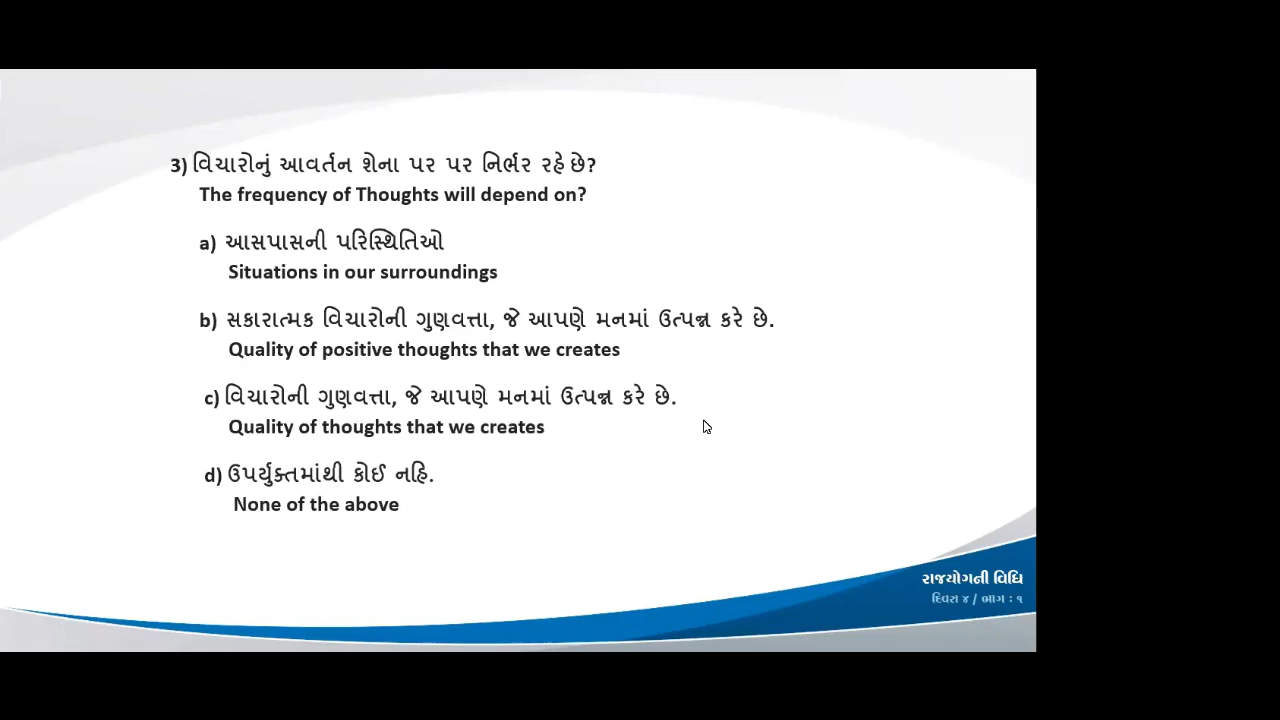 3) વિચારોનું આવર્તન શેના પર પર નિર્ભર રહે છે?
The frequency of Thoughts will depend on?
a) આસપાસની પરિસ્થિતિઓ
Situations in our surroundings
b) સકારાત્મક વિચારોની ગુણવત્તા, જે આપણે મનમાં ઉત્પન્ન કરે છે.
Quality of positive thoughts that we creates
c) વિચારોની ગુણવત્તા, જે આપણે મનમાં ઉત્પન્ન કરે છે.
Quality of thoughts that we creates
d) ઉપર્યુક્તમાંથી કોઈ નહિ.
None of the above
રાજયોગની વિધિ
દિવસ ૪ / ભાગ : ૧